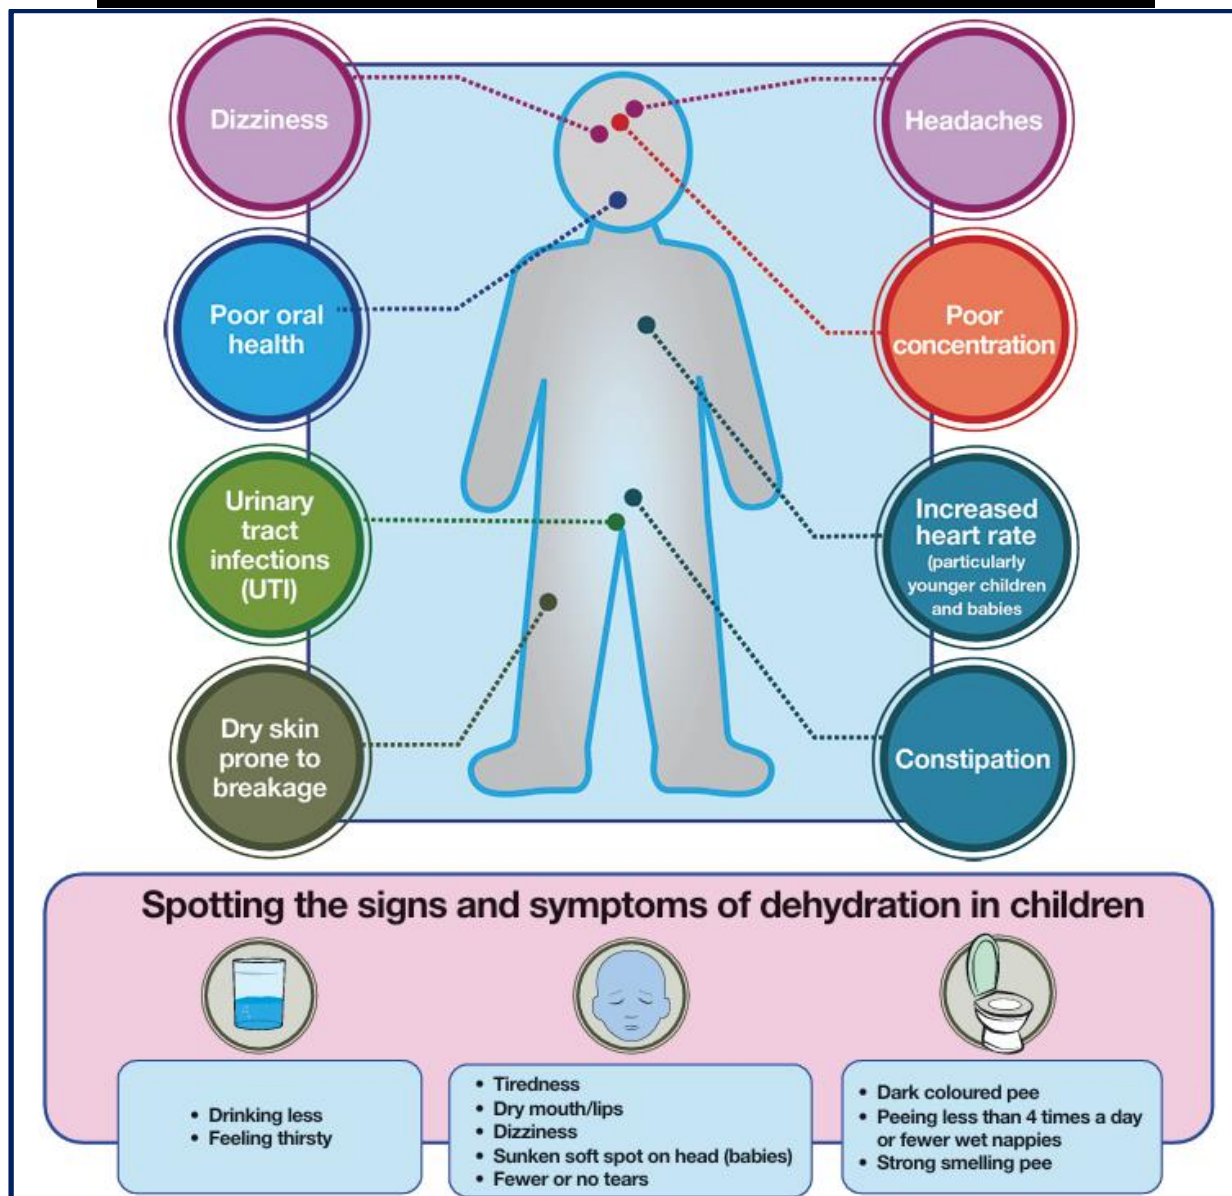 Dizziness
Headaches
Poor oral
health
Poor
concentration
Urinary
tract
infections
(UTI)
Increased
heart rate
(particularly
younger children
and babies
Dry skin
prone to
breakage
Constipation
Spotting the signs and symptoms of dehydration in children
• Drinking less
• Feeling thirsty
• Tiredness
• Dry mouth/lips
• Dizziness
• Sunken soft spot on head (babies)
• Fewer or no tears
• Dark coloured pee
• Peeing less than 4 times a day
or fewer wet nappies
• Strong smelling pee